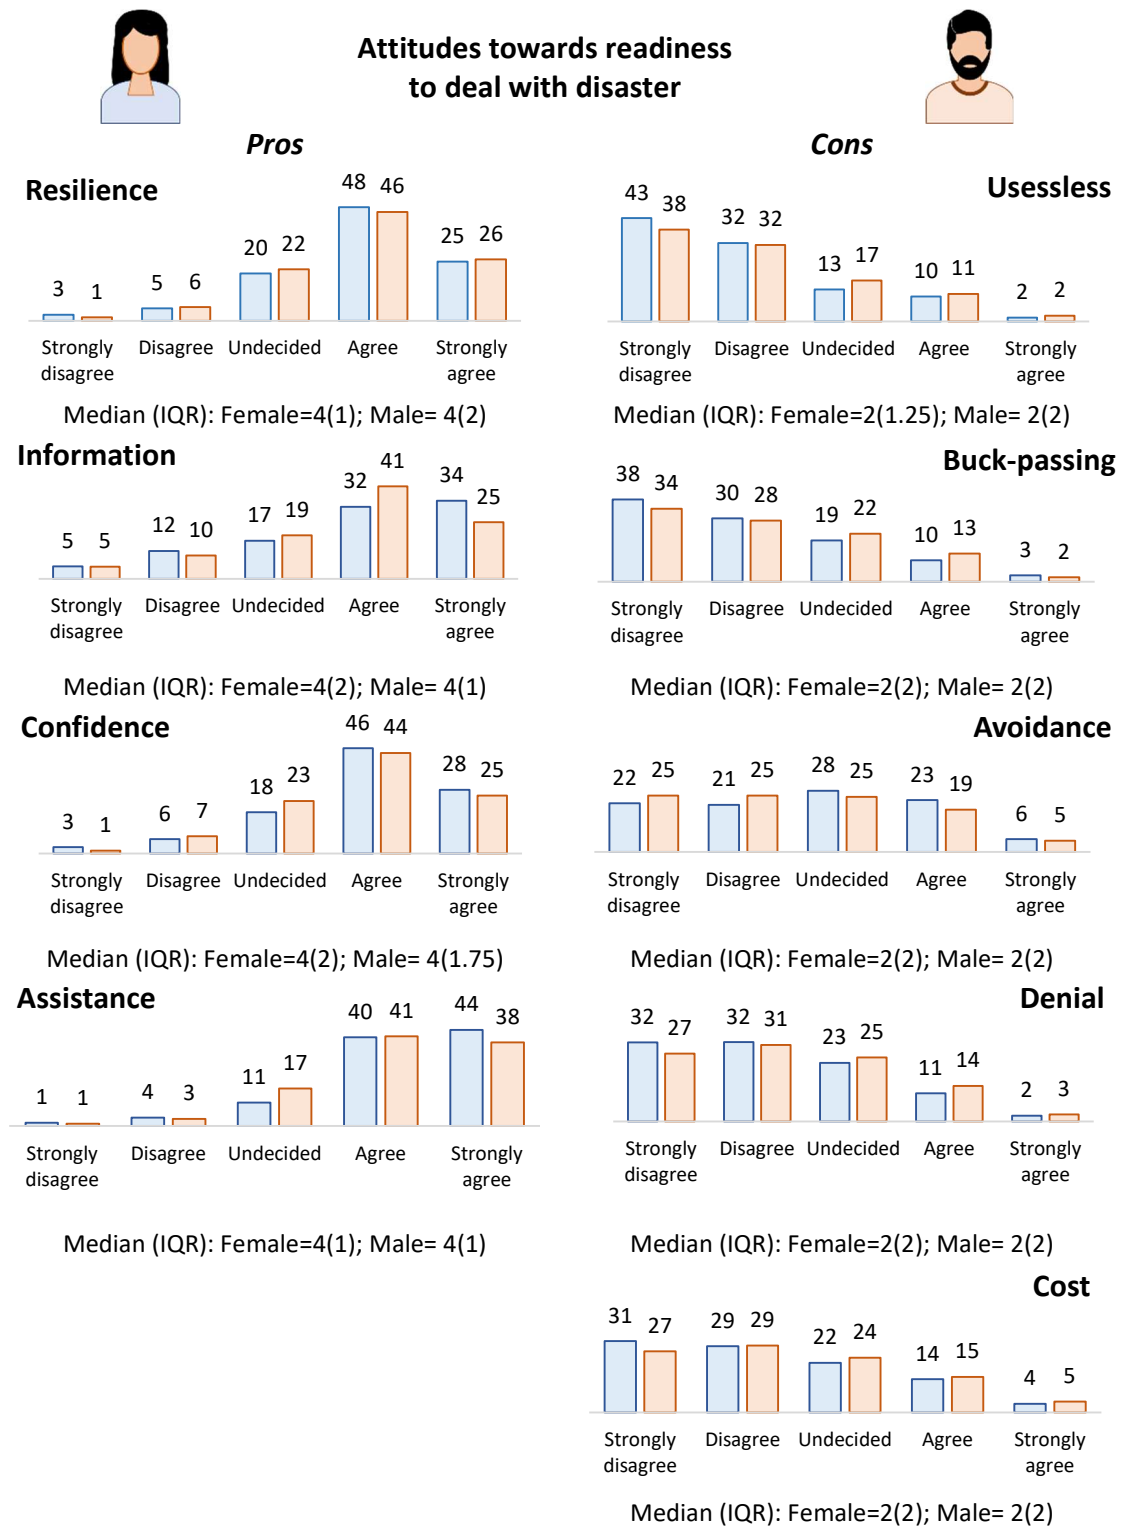 Attitudes towards readiness
to deal with disaster
Pros
Resilience
3 1 5 6 20 22 48 46 25 26
Strongly disagree Disagree Undecided Agree Strongly agree
Median (IQR): Female=4(1); Male= 4(2)
Information
5 5 12 10 17 19 32 41 34 25
Strongly disagree Disagree Undecided Agree Strongly agree
Median (IQR): Female=4(2); Male= 4(1)
Confidence
3 1 6 7 18 23 46 44 28 25
Strongly disagree Disagree Undecided Agree Strongly agree
Median (IQR): Female=4(2); Male= 4(1.75)
Assistance
1 1 4 3 11 17 40 41 44 38
Strongly disagree Disagree Undecided Agree Strongly agree
Median (IQR): Female=4(1); Male= 4(1)
Cons
Usessless
43 38 32 32 13 17 10 11 2 2
Strongly disagree Disagree Undecided Agree Strongly agree
Median (IQR): Female=2(1.25); Male= 2(2)
Buck-passing
38 34 30 28 19 22 10 13 3 2
Strongly disagree Disagree Undecided Agree Strongly agree
Median (IQR): Female=2(2); Male= 2(2)
Avoidance
22 25 21 25 28 25 23 19 6 5
Strongly disagree Disagree Undecided Agree Strongly agree
Median (IQR): Female=2(2); Male= 2(2)
Denial
32 27 32 31 23 25 11 14 2 3
Strongly disagree Disagree Undecided Agree Strongly agree
Median (IQR): Female=2(2); Male= 2(2)
Cost
31 27 29 29 22 24 14 15 4 5
Strongly disagree Disagree Undecided Agree Strongly agree
Median (IQR): Female=2(2); Male= 2(2)